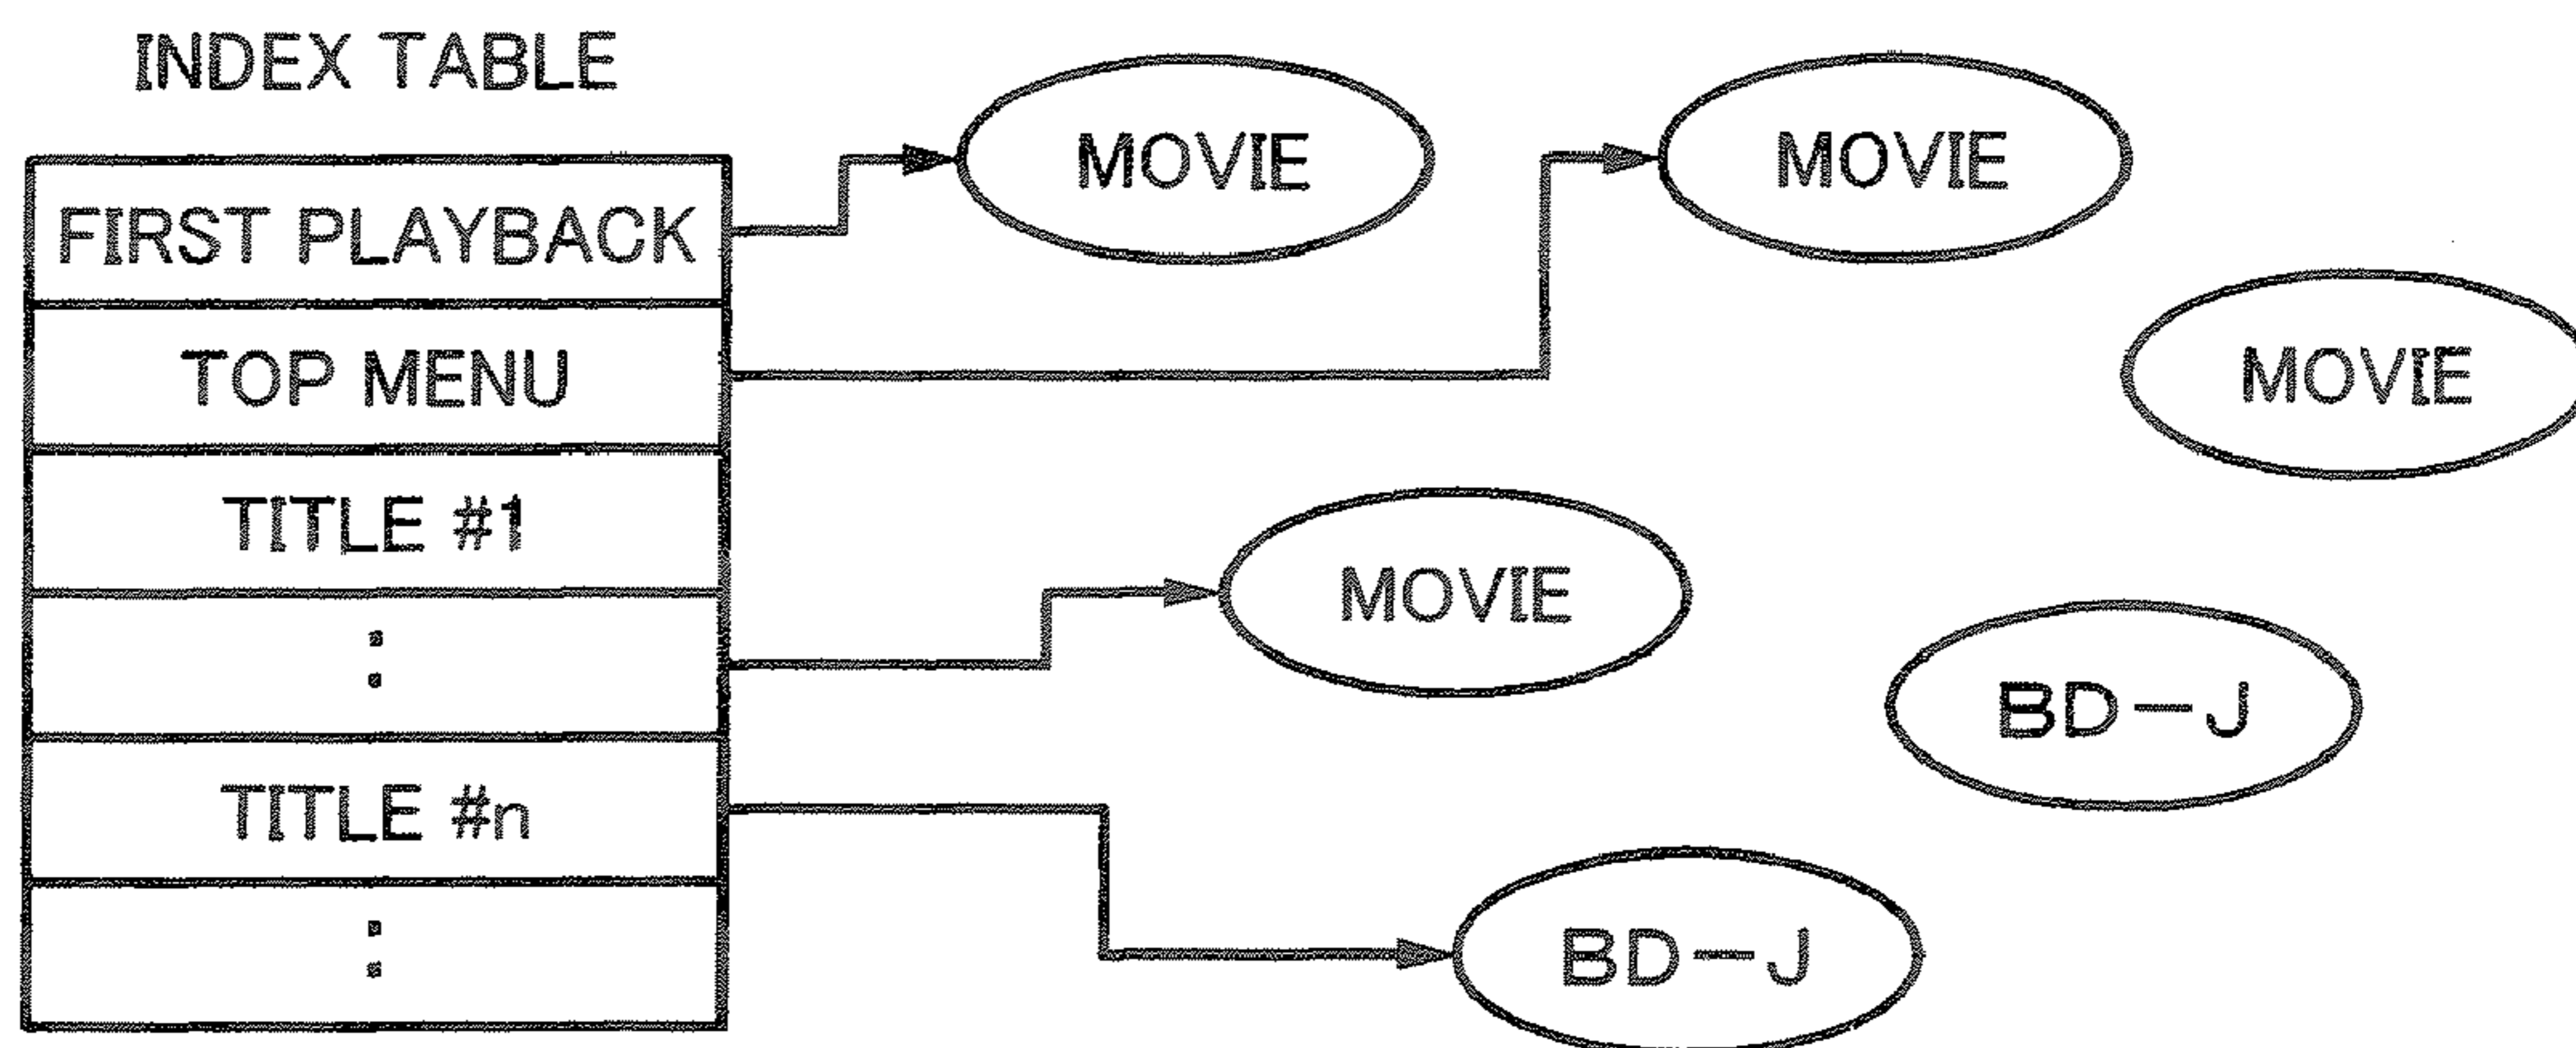 INDEX TABLE
FIRST PLAYBACK
TOP MENU
TITLE #1
:
TITLE #n
:
MOVIE
MOVIE
MOVIE
MOVIE
BD-J
BD-J